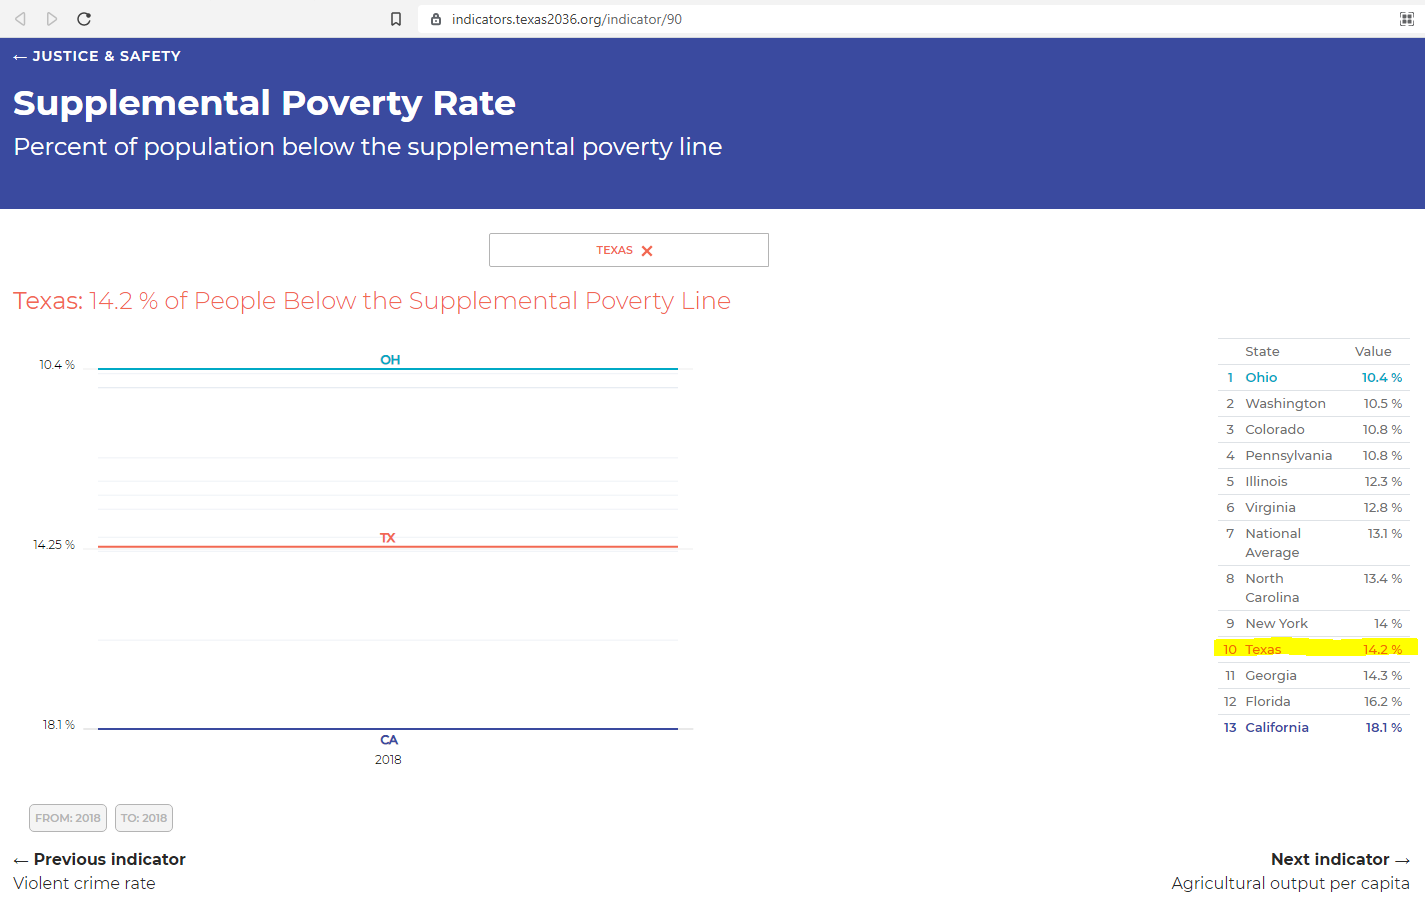 indicators.texas2036.org/indicator/90
← JUSTICE & SAFETY
Supplemental Poverty Rate
Percent of population below the supplemental poverty line
TEXAS ✕
Texas: 14.2 % of People Below the Supplemental Poverty Line
10.4 %
OH
14.25 %
TX
18.1 %
CA
2018
State Value
1 Ohio 10.4 %
2 Washington 10.5 %
3 Colorado 10.8 %
4 Pennsylvania 10.8 %
5 Illinois 12.3 %
6 Virginia 12.8 %
7 National 13.1 %
Average
8 North 13.4 %
Carolina
9 New York 14 %
10 Texas 14.2 %
11 Georgia 14.3 %
12 Florida 16.2 %
13 California 18.1 %
FROM: 2018 TO: 2018
← Previous indicator
Violent crime rate
Next indicator →
Agricultural output per capita